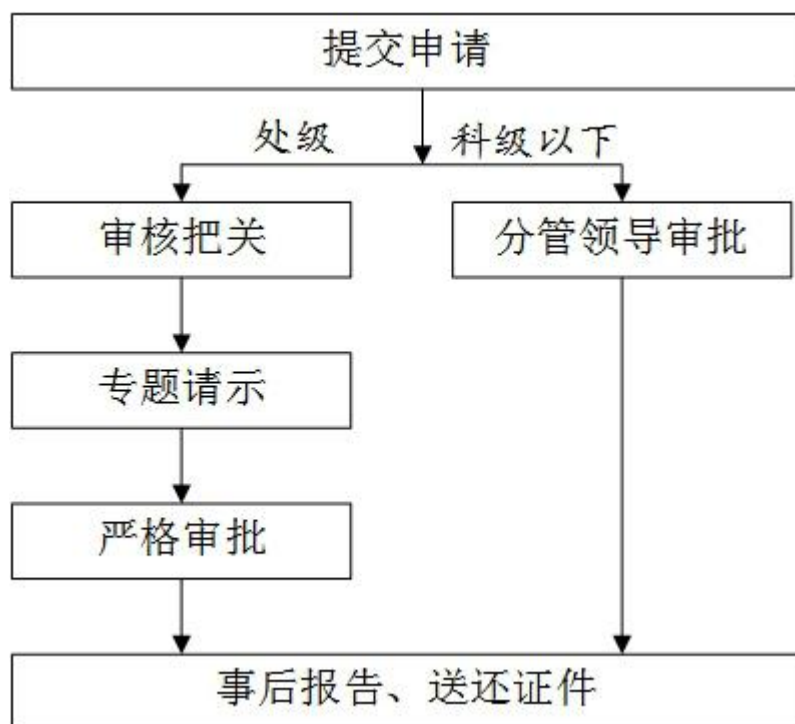 提交申请
处级
科级以下
审核把关
分管领导审批
专题请示
严格审批
事后报告、送还证件